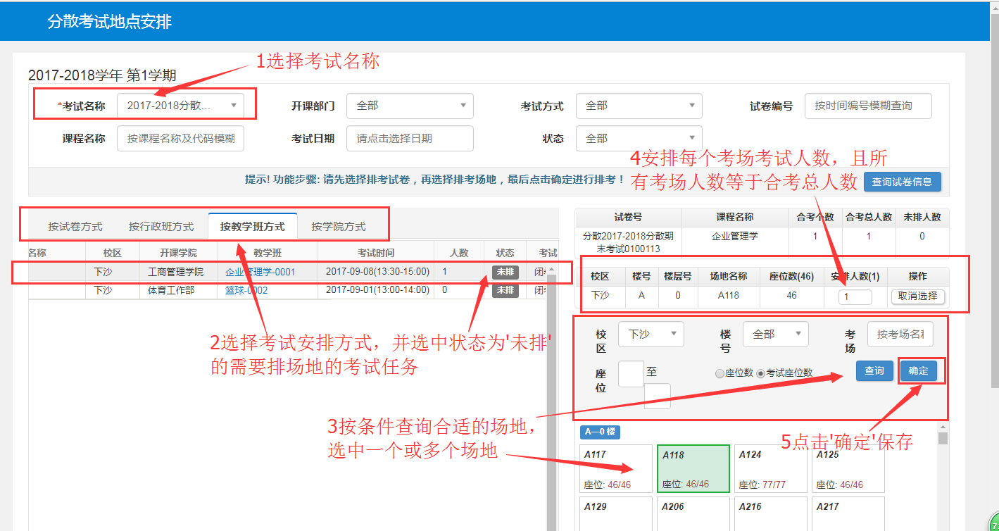 分散考试地点安排
1选择考试名称
2017-2018学年 第1学期
*考试名称 2017-2018分散... 开课部门 全部 考试方式 全部 试卷编号 按时间编号模糊查询
课程名称 按课程名称及代码模糊 考试日期 请点击选择日期 状态 全部
4安排每个考场考试人数，且所
有考场人数等于合考总人数
提示! 功能步骤: 请先选择排考试卷，再选择排考场地，最后点击确定进行排考！ 查询试卷信息
按试卷方式 按行政班方式 按教学班方式 按学院方式
名称 校区 开课学院 教学班 考试时间 人数 状态 考试
下沙 工商管理学院 企业管理学-0001 2017-09-08(13:30-15:00) 1 未排 闭
下沙 体育工作部 篮球-0002 2017-09-01(13:00-14:00) 0 未排 闭
2选择考试安排方式，并选中状态为'未排'
的需要排场地的考试任务
试卷号 课程名称 合考个数 合考总人数 未排人数
分散2017-2018分散期 企业管理学 1 1 0
末考试0100113
校区 楼号 楼层号 场地名称 座位数(46) 安排人数(1) 操作
下沙 A 0 A118 46 1 取消选择
校区 下沙 楼号 全部 考场 按考场名称
座位 至 座位数 考试座位数 查询 确定
3按条件查询合适的场地，
选中一个或多个场地
5点击'确定'保存
A—0 楼
A117 A118 A124 A125
座位: 46/46 座位: 46/46 座位: 77/77 座位: 46/46
A129 A206 A216 A217